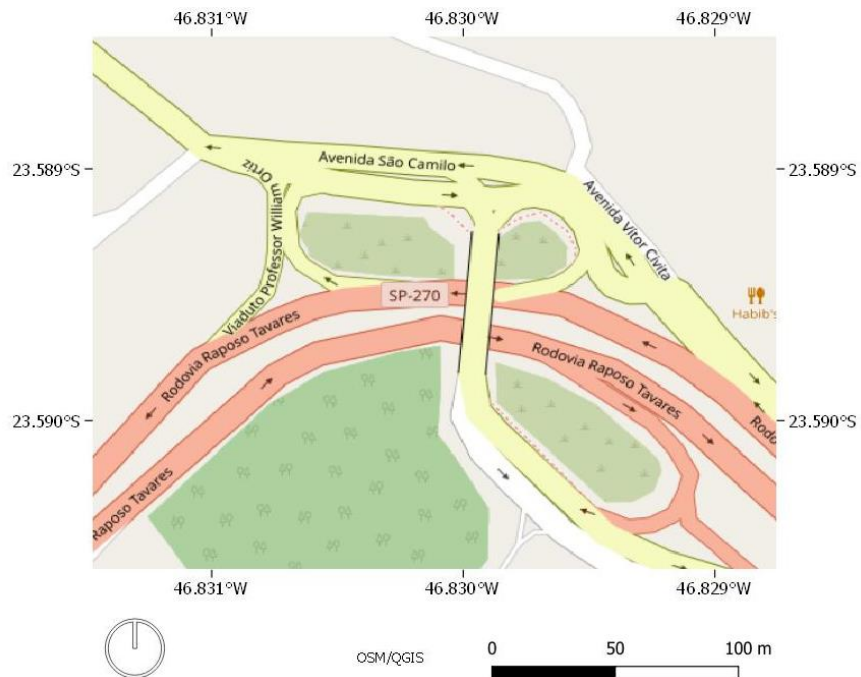 46.831°W 46.830°W 46.829°W
23.589°S
23.589°S
Avenida São Camilo
Avenida Vítor Civita
Viaduto Professor William Ortiz
SP-270
Habib's
Rodovia Raposo Tavares
Rodovia Raposo Tavares
23.590°S
23.590°S
Rodo
Raposo Tavares
46.831°W 46.830°W 46.829°W
OSM/QGIS
0 50 100 m